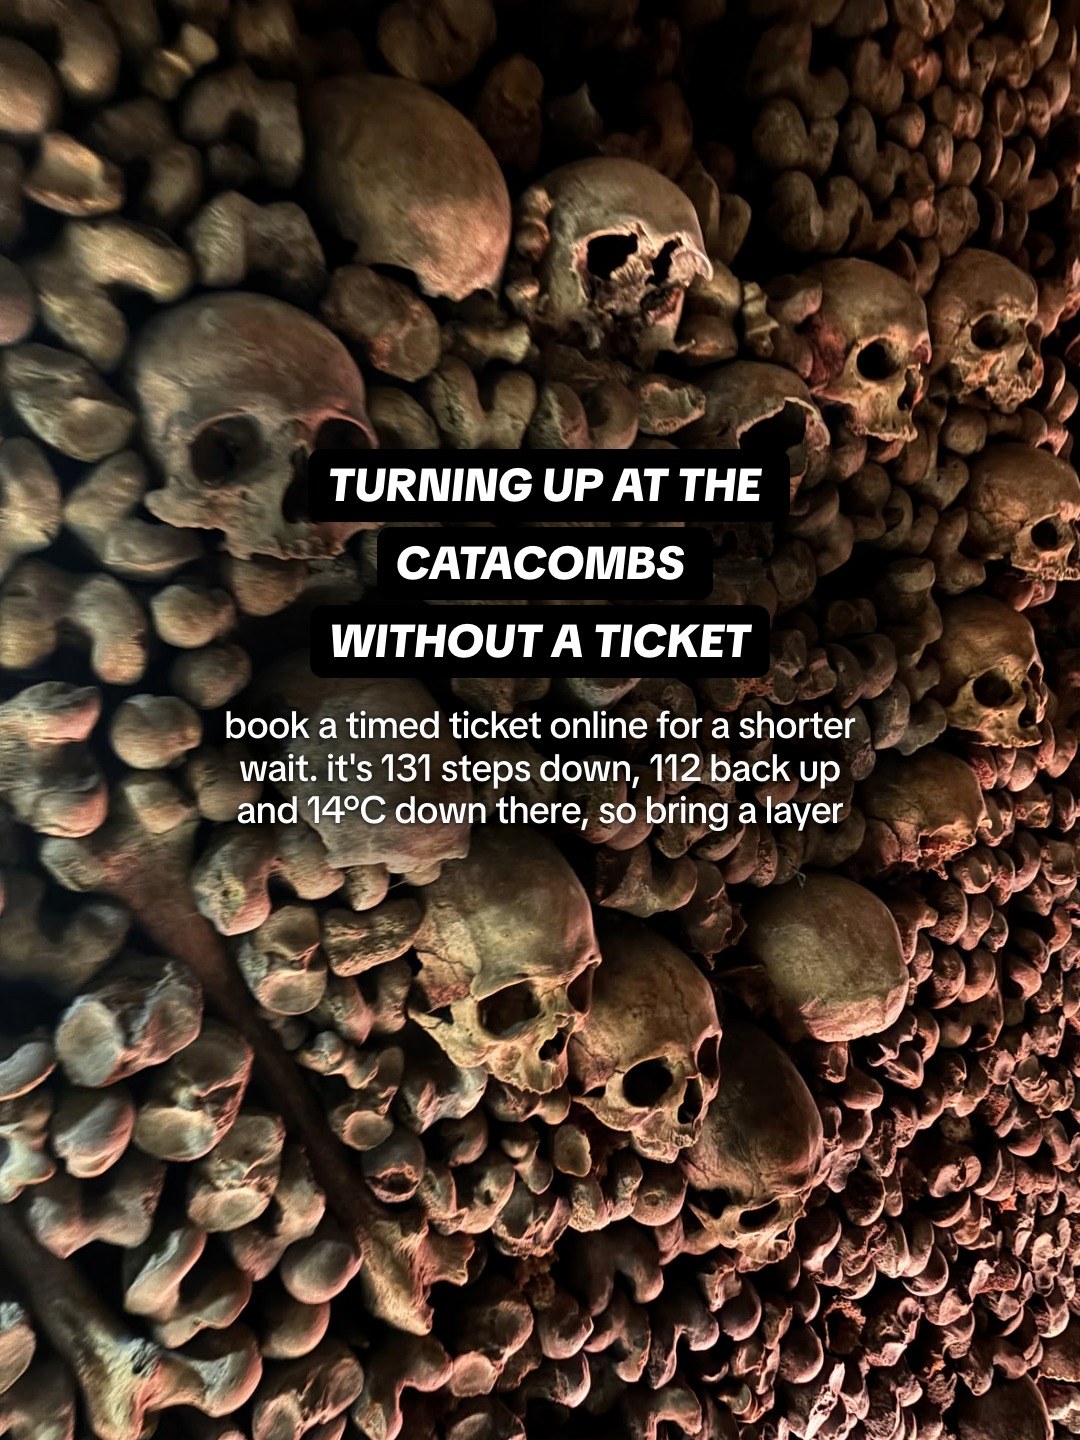 TURNING UP AT THE
CATACOMBS
WITHOUT A TICKET
book a timed ticket online for a shorter
wait. it's 131 steps down, 112 back up
and 14°C down there, so bring a layer